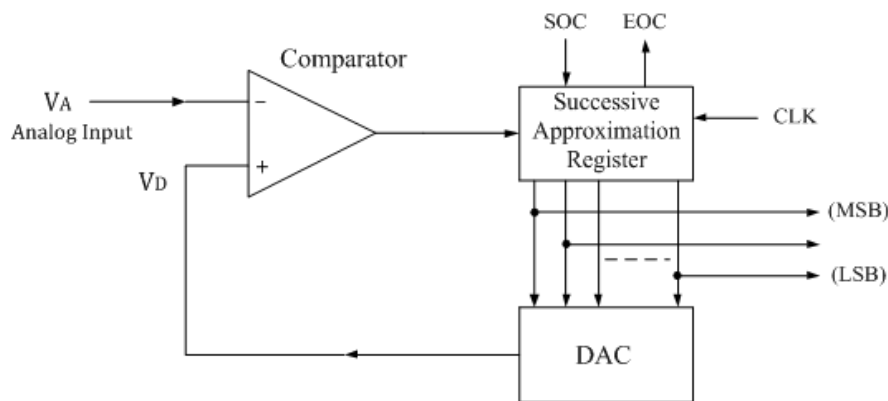 SOC EOC
Comparator
VA
Analog Input
−
+
VD
Successive
Approximation
Register
CLK
(MSB)
(LSB)
DAC